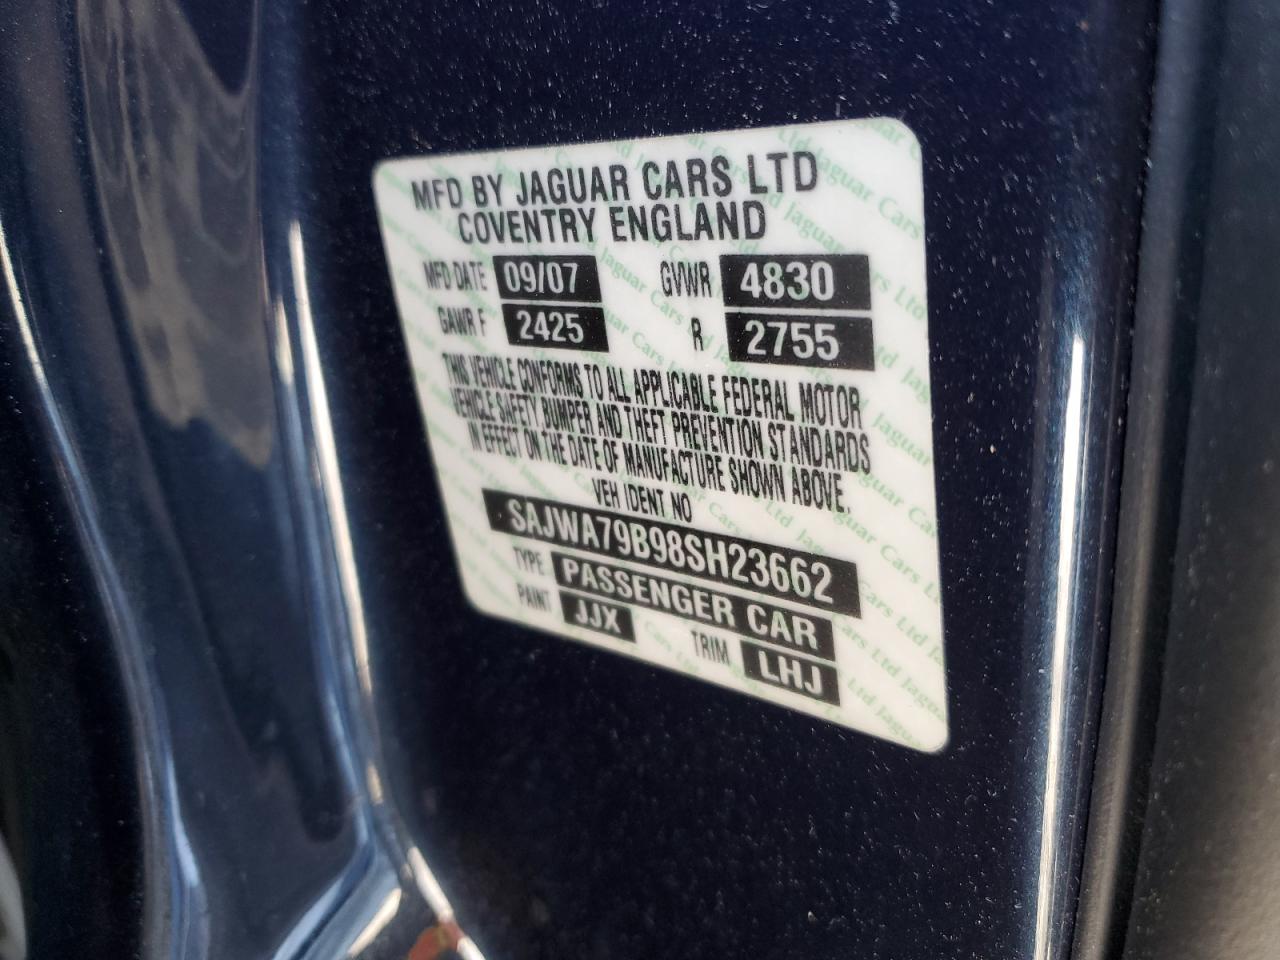 MFD BY JAGUAR CARS LTD
COVENTRY ENGLAND
MFD DATE 09/07 GVWR 4830
GAWR F 2425 R 2755
THIS VEHICLE CONFORMS TO ALL APPLICABLE FEDERAL MOTOR
VEHICLE SAFETY, BUMPER AND THEFT PREVENTION STANDARDS
IN EFFECT ON THE DATE OF MANUFACTURE SHOWN ABOVE.
VEH IDENT NO
SAJWA79B98SH23662
TYPE PASSENGER CAR
PAINT JJX TRIM LHJ